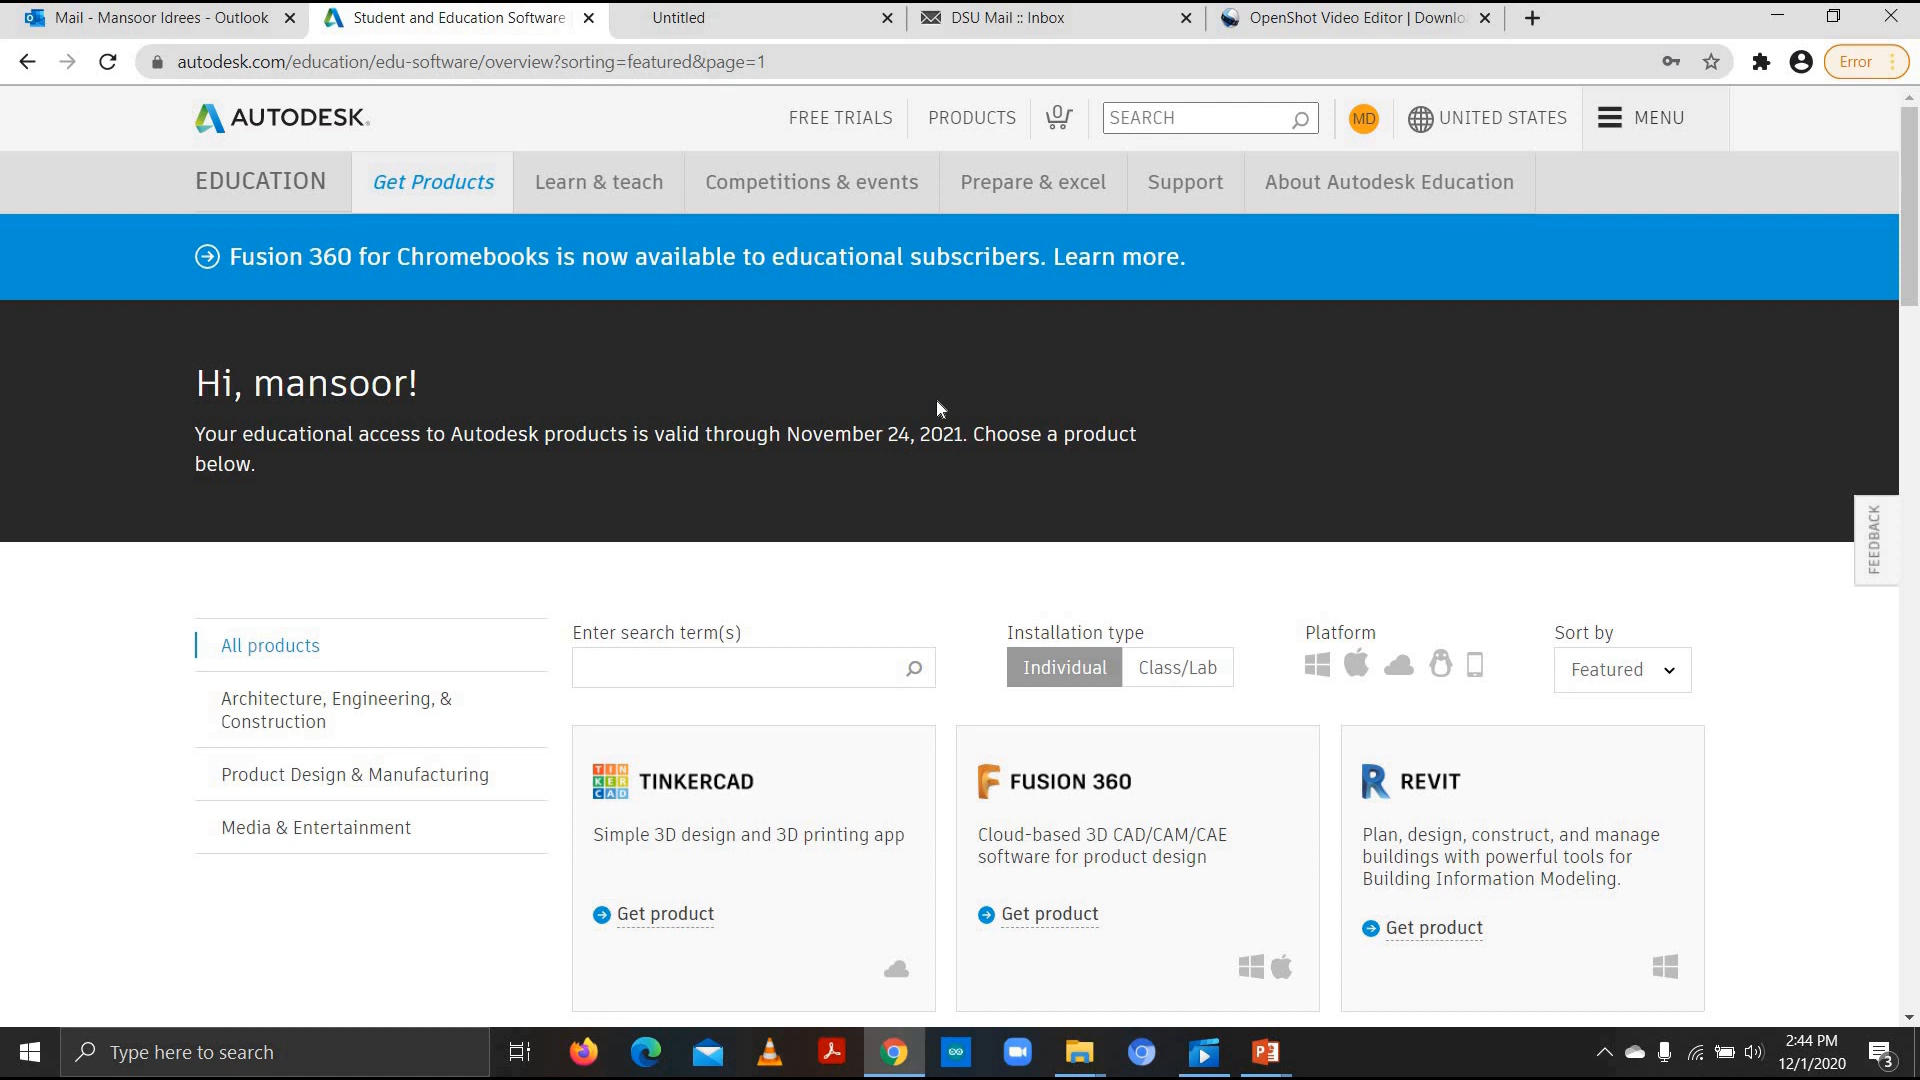 Mail - Mansoor Idrees - Outlook
Student and Education Software
Untitled
DSU Mail :: Inbox
OpenShot Video Editor | Downlo
autodesk.com/education/edu-software/overview?sorting=featured&page=1
Error
AUTODESK.
FREE TRIALS
PRODUCTS
0
SEARCH
MD
UNITED STATES
MENU
EDUCATION
Get Products
Learn & teach
Competitions & events
Prepare & excel
Support
About Autodesk Education
Fusion 360 for Chromebooks is now available to educational subscribers. Learn more.
Hi, mansoor!
Your educational access to Autodesk products is valid through November 24, 2021. Choose a product
below.
FEEDBACK
All products
Architecture, Engineering, &
Construction
Product Design & Manufacturing
Media & Entertainment
Enter search term(s)
Installation type
Individual
Class/Lab
Platform
Sort by
Featured
TINKERCAD
TINKERCAD
Simple 3D design and 3D printing app
Get product
FUSION 360
Cloud-based 3D CAD/CAM/CAE
software for product design
Get product
REVIT
Plan, design, construct, and manage
buildings with powerful tools for
Building Information Modeling.
Get product
Type here to search
2:44 PM
12/1/2020
3